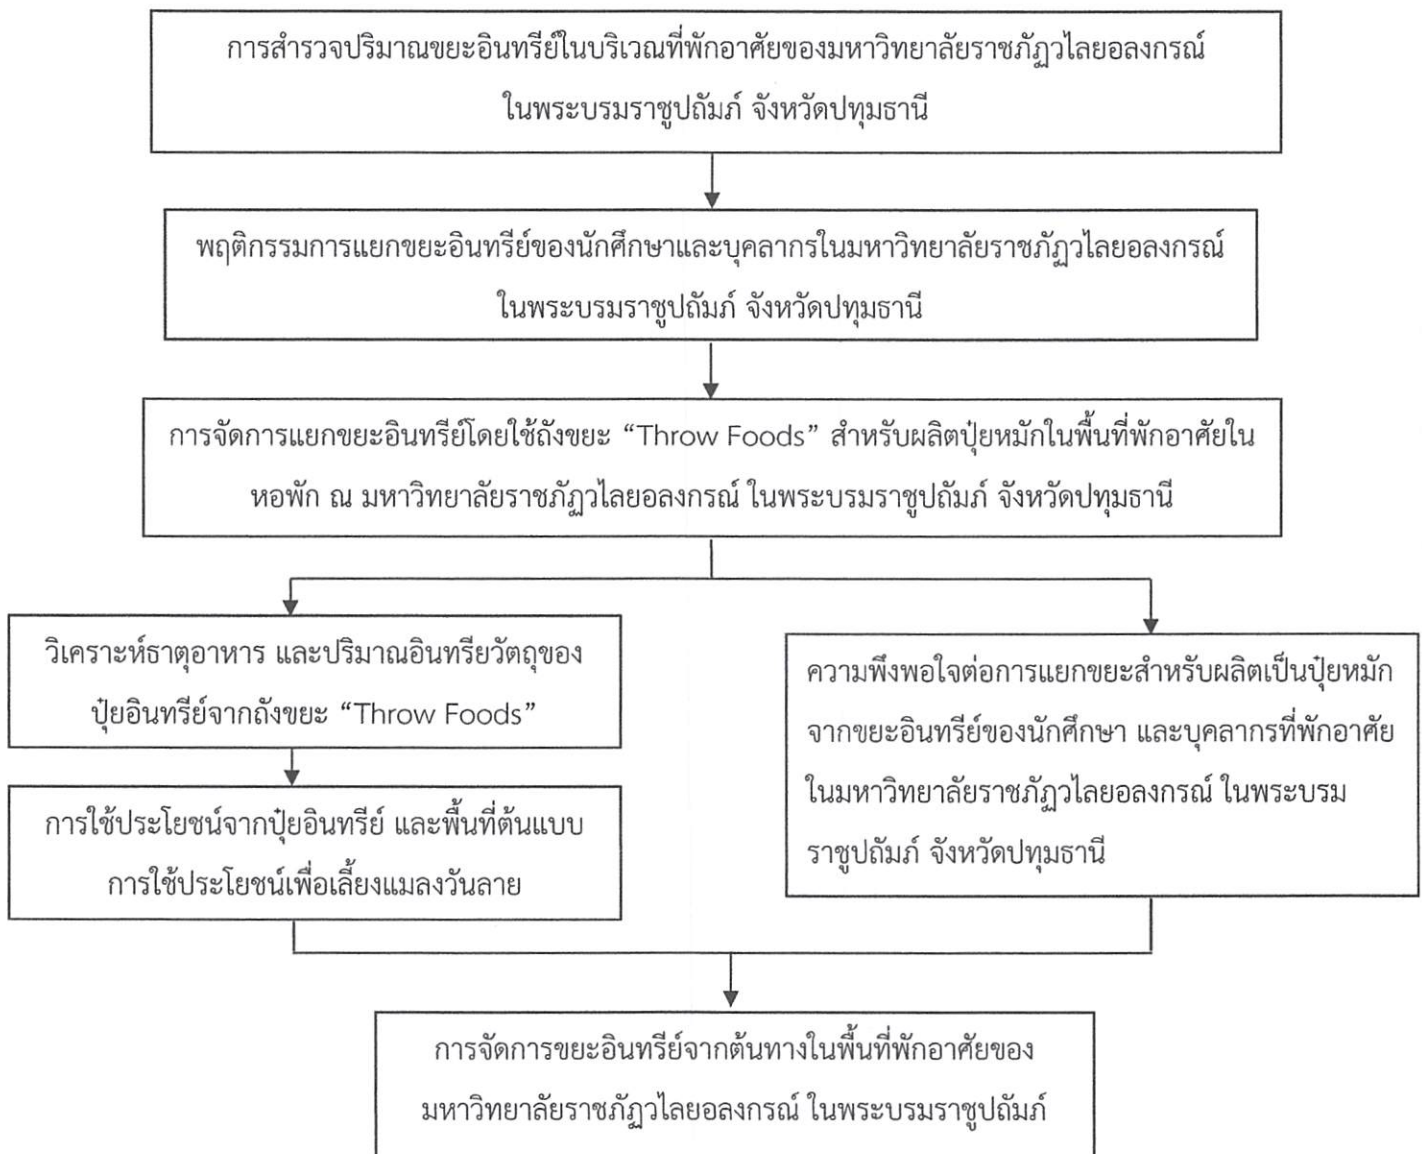 การสำรวจปริมาณขยะอินทรีย์ในบริเวณที่พักอาศัยของมหาวิทยาลัยราชภัฏวไลยอลงกรณ์
ในพระบรมราชูปถัมภ์ จังหวัดปทุมธานี
พฤติกรรมการแยกขยะอินทรีย์ของนักศึกษาและบุคลากรในมหาวิทยาลัยราชภัฏวไลยอลงกรณ์
ในพระบรมราชูปถัมภ์ จังหวัดปทุมธานี
การจัดการแยกขยะอินทรีย์โดยใช้ถังขยะ “Throw Foods” สำหรับผลิตปุ๋ยหมักในพื้นที่พักอาศัยใน
หอพัก ณ มหาวิทยาลัยราชภัฏวไลยอลงกรณ์ ในพระบรมราชูปถัมภ์ จังหวัดปทุมธานี
วิเคราะห์ธาตุอาหาร และปริมาณอินทรียวัตถุของ
ปุ๋ยอินทรีย์จากถังขยะ “Throw Foods”
การใช้ประโยชน์จากปุ๋ยอินทรีย์ และพื้นที่ต้นแบบ
การใช้ประโยชน์เพื่อเลี้ยงแมลงวันลาย
ความพึงพอใจต่อการแยกขยะสำหรับผลิตเป็นปุ๋ยหมัก
จากขยะอินทรีย์ของนักศึกษา และบุคลากรที่พักอาศัย
ในมหาวิทยาลัยราชภัฏวไลยอลงกรณ์ ในพระบรม
ราชูปถัมภ์ จังหวัดปทุมธานี
การจัดการขยะอินทรีย์จากต้นทางในพื้นที่พักอาศัยของ
มหาวิทยาลัยราชภัฏวไลยอลงกรณ์ ในพระบรมราชูปถัมภ์